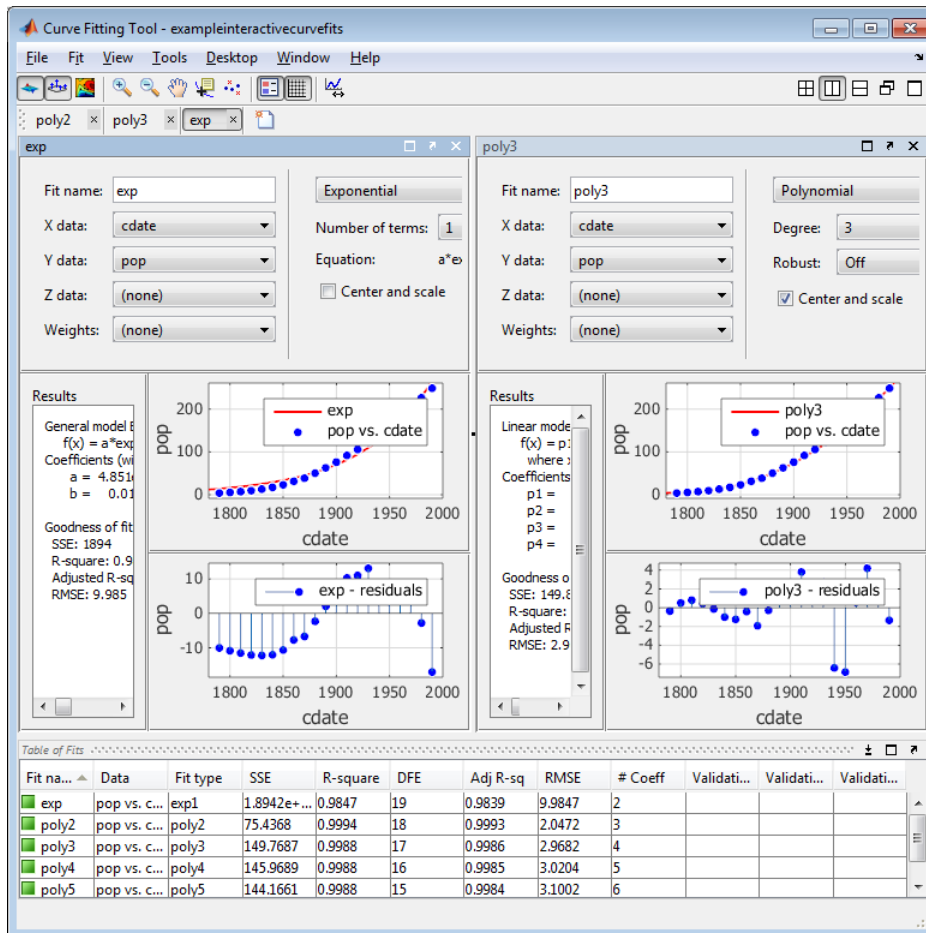 Curve Fitting Tool - exampleinteractivecurvefits
File Fit View Tools Desktop Window Help
poly2 × poly3 × exp ×
exp
Fit name: exp
X data: cdate
Y data: pop
Z data: (none)
Weights: (none)
Exponential
Number of terms: 1
Equation: a*ex
Center and scale
poly3
Fit name: poly3
X data: cdate
Y data: pop
Z data: (none)
Weights: (none)
Polynomial
Degree: 3
Robust: Off
Center and scale
Results
General model E
f(x) = a*exp
Coefficients (wi
a = 4.851e
b = 0.01
Goodness of fit
SSE: 1894
R-square: 0.9
Adjusted R-sq
RMSE: 9.985
exp
pop vs. cdate
200
100
0
pop
1800 1850 1900 1950 2000
cdate
exp - residuals
10
0
-10
pop
1800 1850 1900 1950 2000
cdate
Results
Linear mode
f(x) = p1
where x
Coefficients
p1 =
p2 =
p3 =
p4 =
Goodness o
SSE: 149.8
R-square:
Adjusted R
RMSE: 2.9
poly3
pop vs. cdate
200
100
0
pop
1800 1850 1900 1950 2000
cdate
poly3 - residuals
4
2
0
-2
-4
-6
pop
1800 1850 1900 1950 2000
cdate
Table of Fits
Fit na... Data Fit type SSE R-square DFE Adj R-sq RMSE # Coeff Validati... Validati... Validati...
exp pop vs. c... exp1 1.8942e+... 0.9847 19 0.9839 9.9847 2
poly2 pop vs. c... poly2 75.4368 0.9994 18 0.9993 2.0472 3
poly3 pop vs. c... poly3 149.7687 0.9988 17 0.9986 2.9682 4
poly4 pop vs. c... poly4 145.9689 0.9988 16 0.9985 3.0204 5
poly5 pop vs. c... poly5 144.1661 0.9988 15 0.9984 3.1002 6